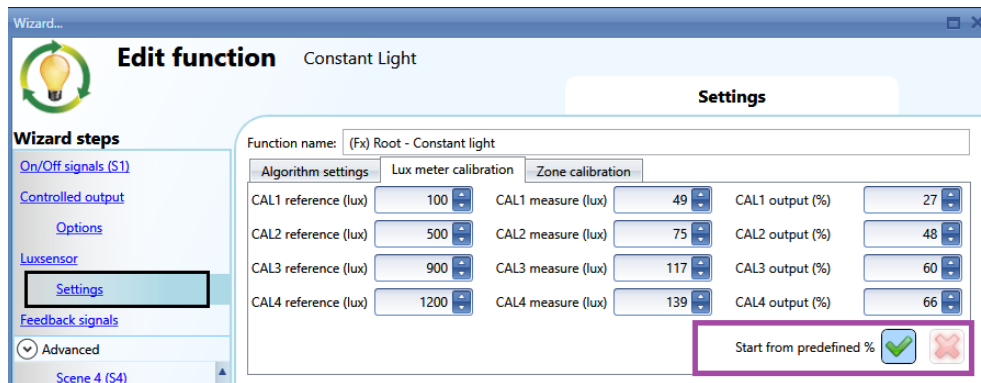 Wizard...
Edit function Constant Light
Settings
Wizard steps
Function name: (Fx) Root - Constant light
On/Off signals (S1)
Algorithm settings Lux meter calibration Zone calibration
Controlled output
CAL1 reference (lux) 100 CAL1 measure (lux) 49 CAL1 output (%) 27
Options
CAL2 reference (lux) 500 CAL2 measure (lux) 75 CAL2 output (%) 48
Luxsensor
CAL3 reference (lux) 900 CAL3 measure (lux) 117 CAL3 output (%) 60
Settings
CAL4 reference (lux) 1200 CAL4 measure (lux) 139 CAL4 output (%) 66
Feedback signals
Start from predefined %
Advanced
Scene 4 (S4)